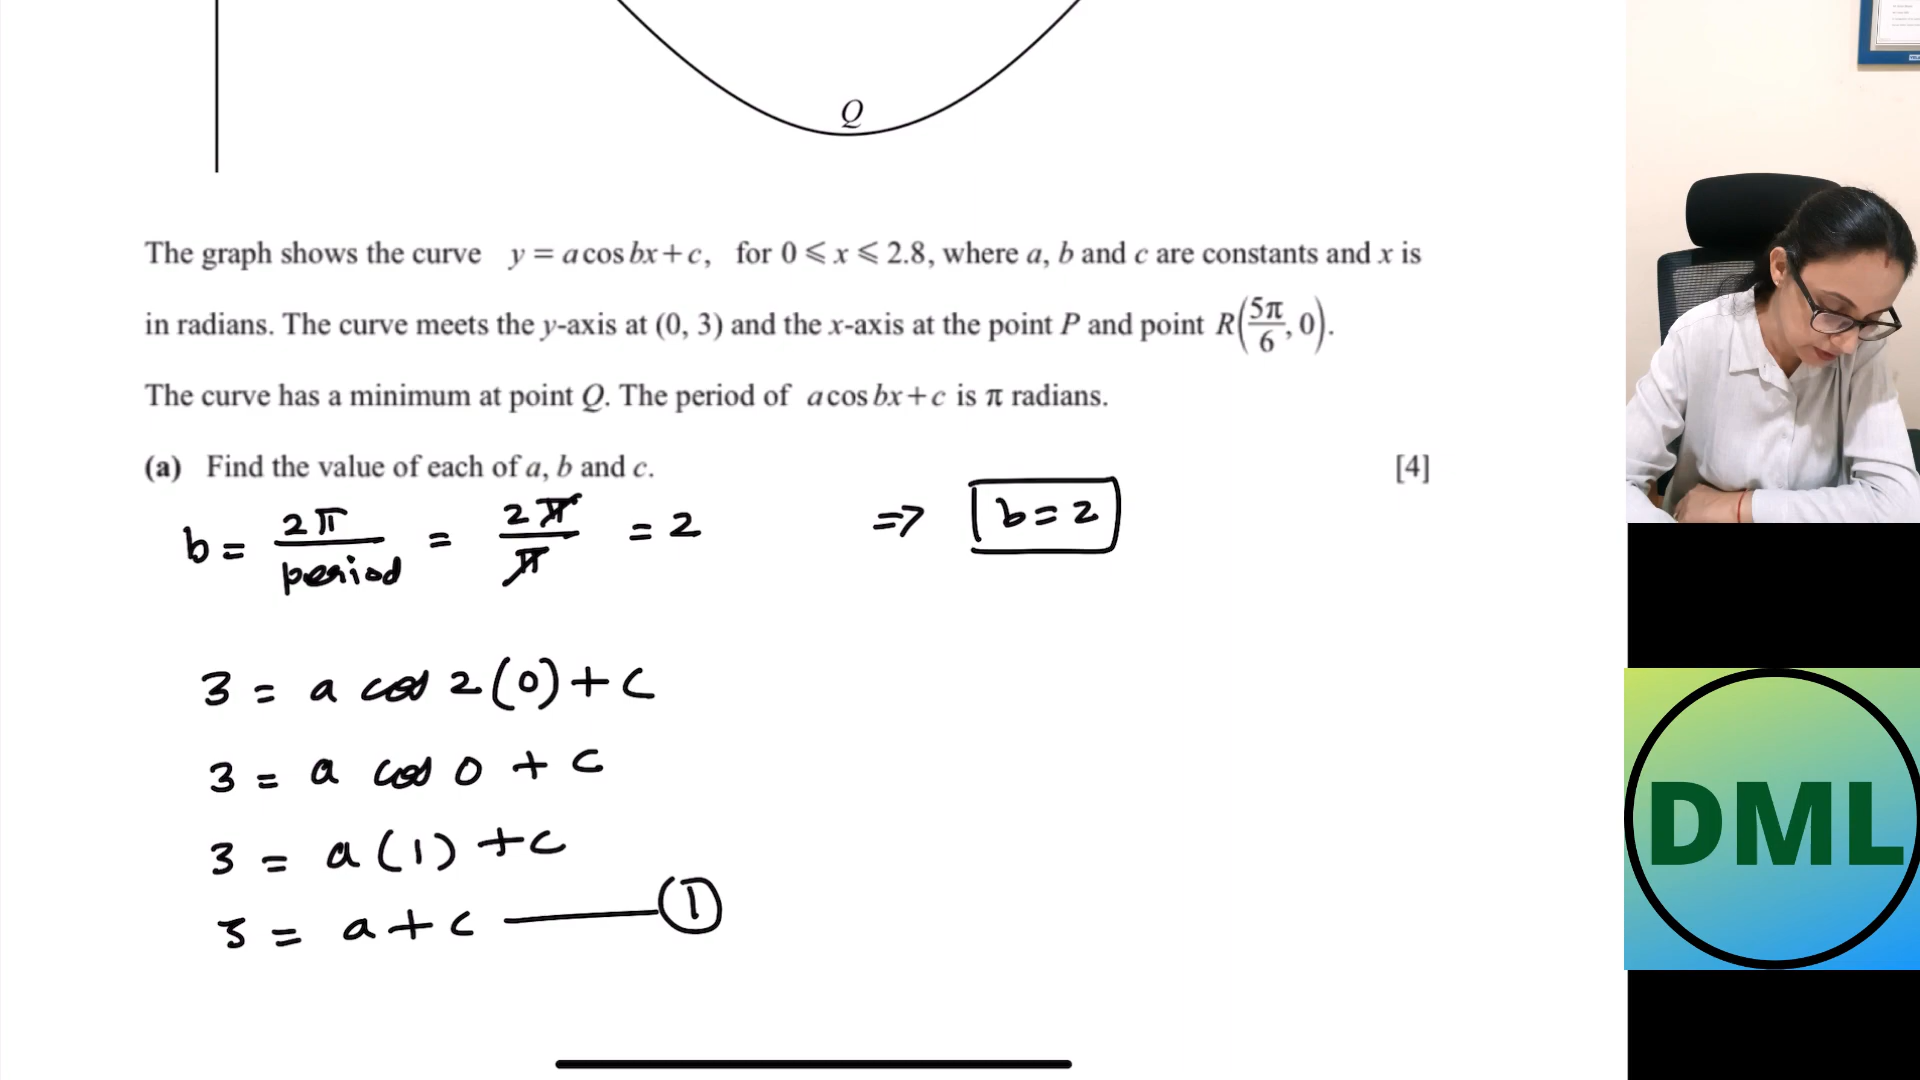 Q
The graph shows the curve y = a cos bx + c, for 0 ⩽ x ⩽ 2.8, where a, b and c are constants and x is
in radians. The curve meets the y-axis at (0, 3) and the x-axis at the point P and point R(5π/6, 0).
The curve has a minimum at point Q. The period of a cos bx + c is π radians.
(a) Find the value of each of a, b and c. [4]
b = 2π/period = 2π/π = 2 ⇒ b = 2
3 = a cos 2(0) + c
3 = a cos 0 + c
3 = a(1) + c
3 = a + c ——— ①
DML